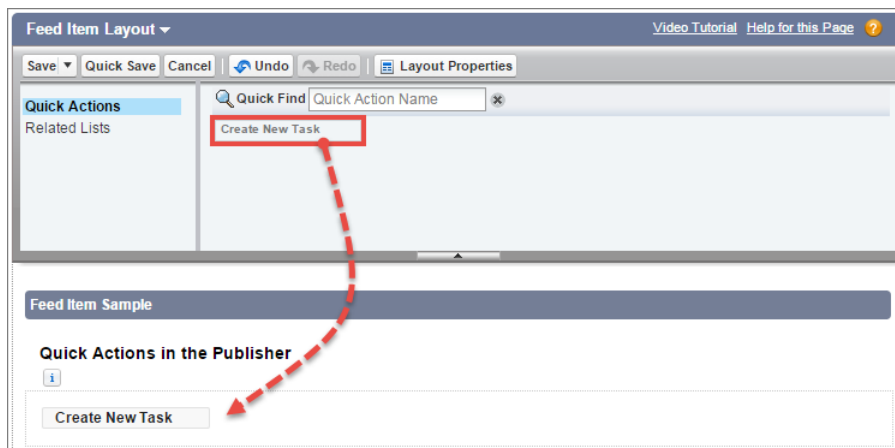 Feed Item Layout
Video Tutorial Help for this Page ?
Save Quick Save Cancel Undo Redo Layout Properties
Quick Actions
Related Lists
Quick Find Quick Action Name
Create New Task
Feed Item Sample
Quick Actions in the Publisher
i
Create New Task